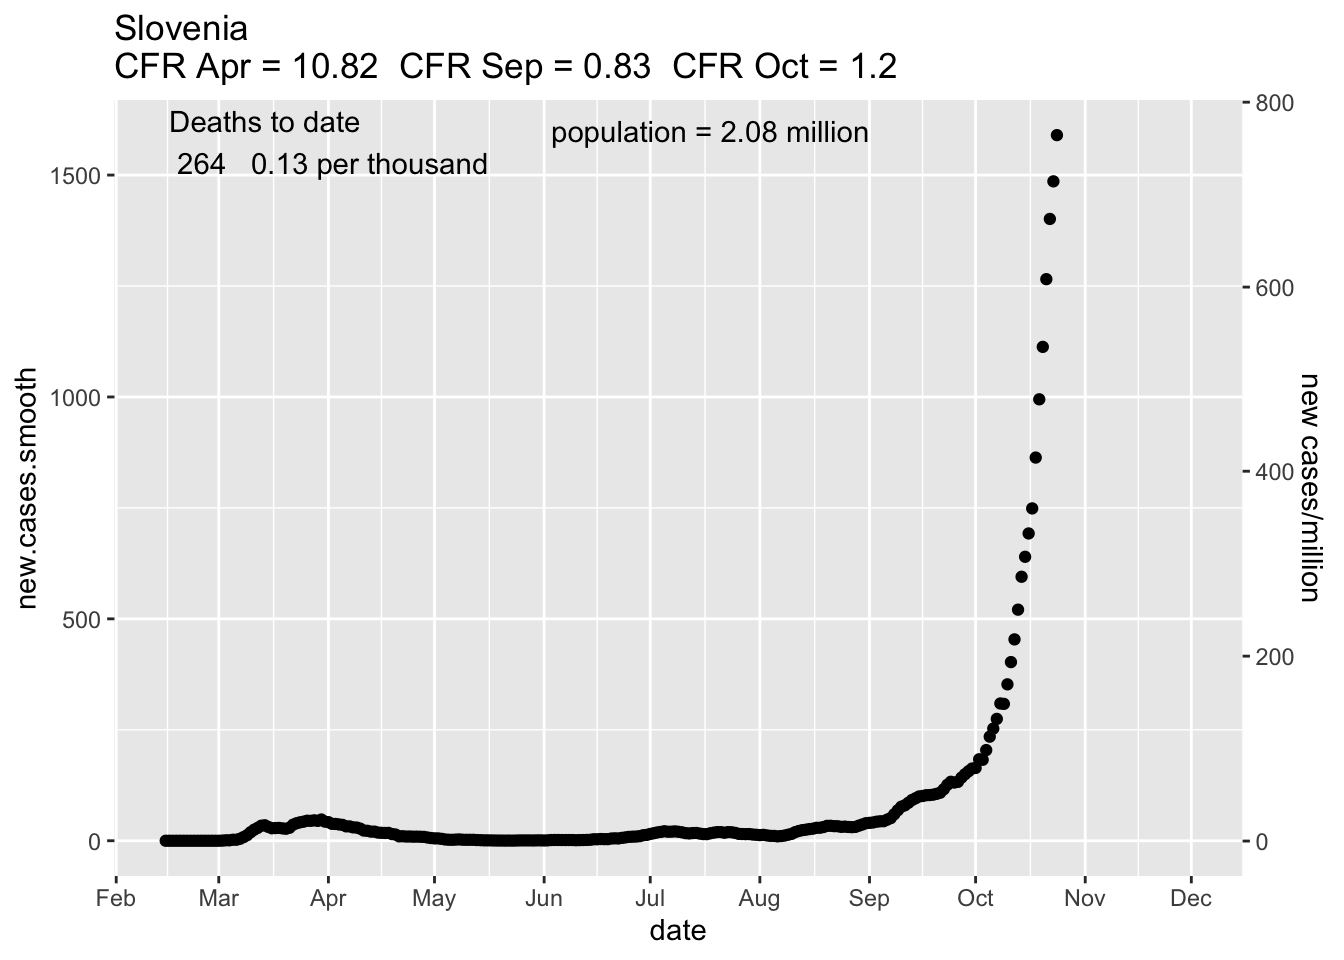 Slovenia
CFR Apr = 10.82  CFR Sep = 0.83  CFR Oct = 1.2
Deaths to date
264   0.13 per thousand
population = 2.08 million
new.cases.smooth
1500
1000
500
0
800
600
400
200
0
new cases/million
Feb Mar Apr May Jun Jul Aug Sep Oct Nov Dec
date